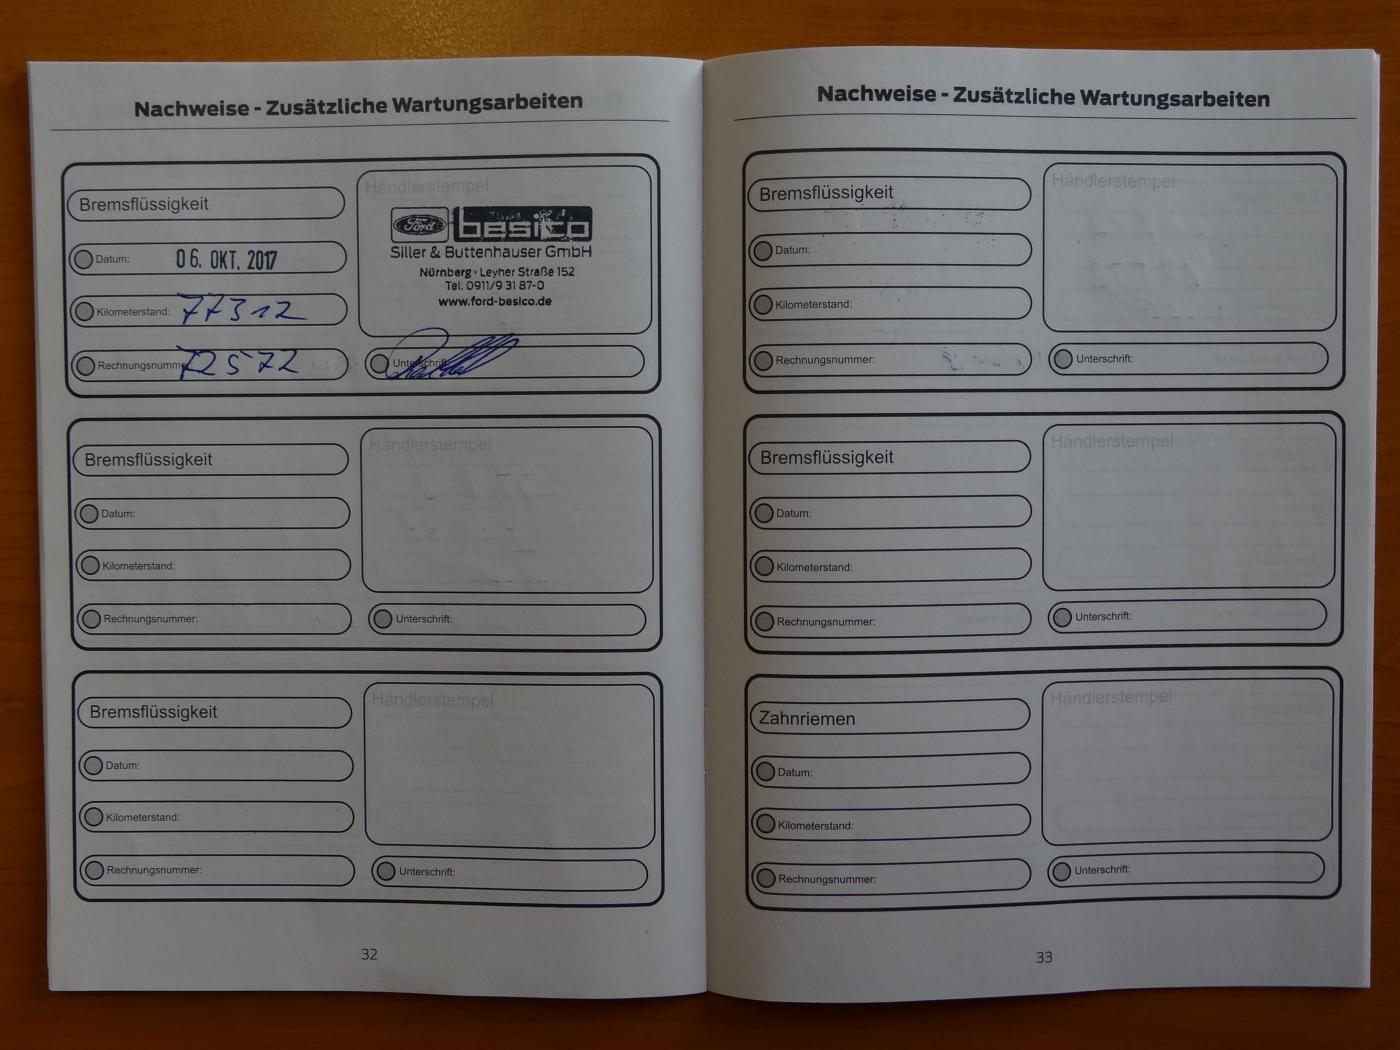 Nachweise - Zusätzliche Wartungsarbeiten
Bremsflüssigkeit
Datum: 06. OKT. 2017
Kilometerstand: 77312
Rechnungsnumm 72572
Händlerstempel
Ford besico
Siller & Buttenhauser GmbH
Nürnberg · Leyher Straße 152
Tel. 0911/9 31 87-0
www.ford-besico.de
Unterschrift
Bremsflüssigkeit
Datum:
Kilometerstand:
Rechnungsnummer:
Händlerstempel
Unterschrift:
Bremsflüssigkeit
Datum:
Kilometerstand:
Rechnungsnummer:
Händlerstempel
Unterschrift:
32
Nachweise - Zusätzliche Wartungsarbeiten
Bremsflüssigkeit
Datum:
Kilometerstand:
Rechnungsnummer:
Händlerstempel
Unterschrift:
Bremsflüssigkeit
Datum:
Kilometerstand:
Rechnungsnummer:
Händlerstempel
Unterschrift:
Zahnriemen
Datum:
Kilometerstand:
Rechnungsnummer:
Händlerstempel
Unterschrift:
33